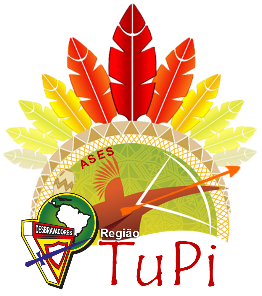 ASES
DESBRAVADORES
Região
TuPi